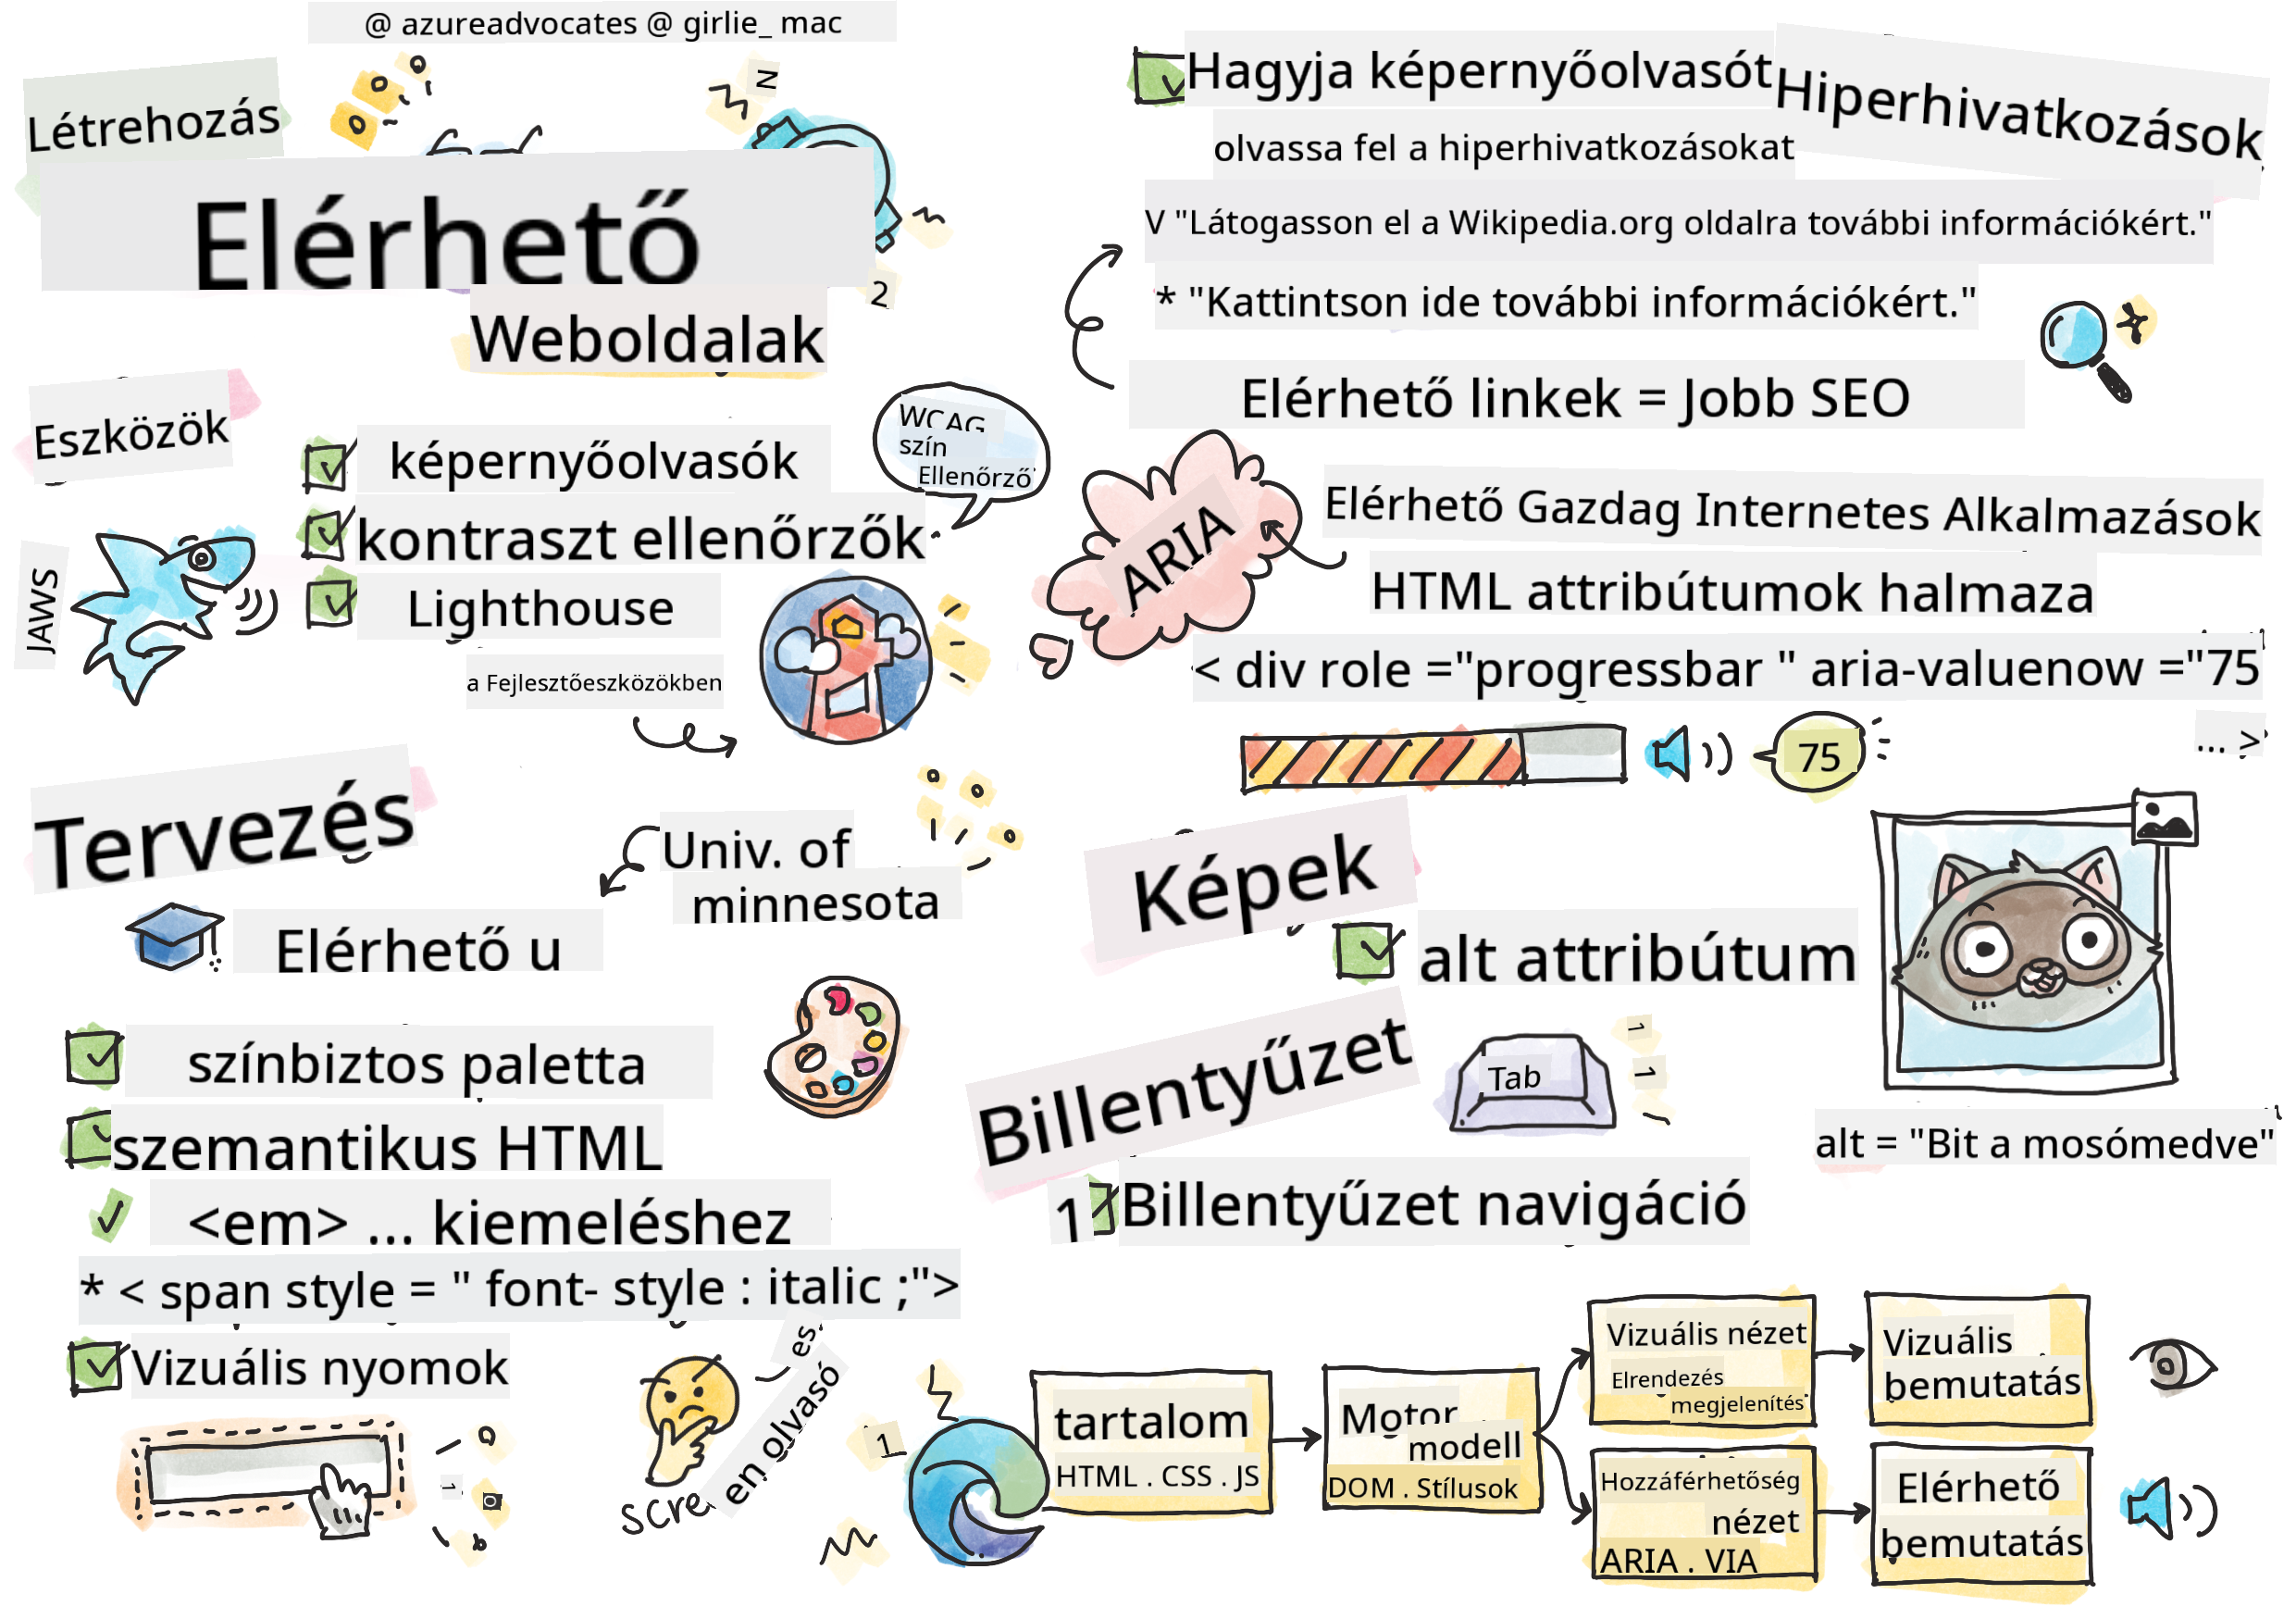 @ azureadvocates @ girlie_ mac
Létrehozás
Elérhető
Weboldalak
N
2
Eszközök
képernyőolvasók
kontraszt ellenőrzők
Lighthouse
a Fejlesztőeszközökben
JAWS
WCAG
szín
Ellenőrző
Tervezés
Univ. of
minnesota
Elérhető u
színbiztos paletta
szemantikus HTML
<em> ... kiemeléshez
* < span style = " font- style : italic ;">
Vizuális nyomok
scre
en olvasó
es
Hagyja képernyőolvasót
Hiperhivatkozások
olvassa fel a hiperhivatkozásokat
V "Látogasson el a Wikipedia.org oldalra további információkért."
* "Kattintson ide további információkért."
Elérhető linkek = Jobb SEO
ARIA
Elérhető Gazdag Internetes Alkalmazások
HTML attribútumok halmaza
< div role ="progressbar " aria-valuenow ="75
... >
75
Képek
alt attribútum
alt = "Bit a mosómedve"
Billentyűzet
Tab
1
1
1 Billentyűzet navigáció
1
tartalom
HTML . CSS . JS
Motor
modell
DOM . Stílusok
Vizuális nézet
Elrendezés
megjelenítés
Vizuális
bemutatás
Hozzáférhetőség
nézet
ARIA . VIA
Elérhető
bemutatás